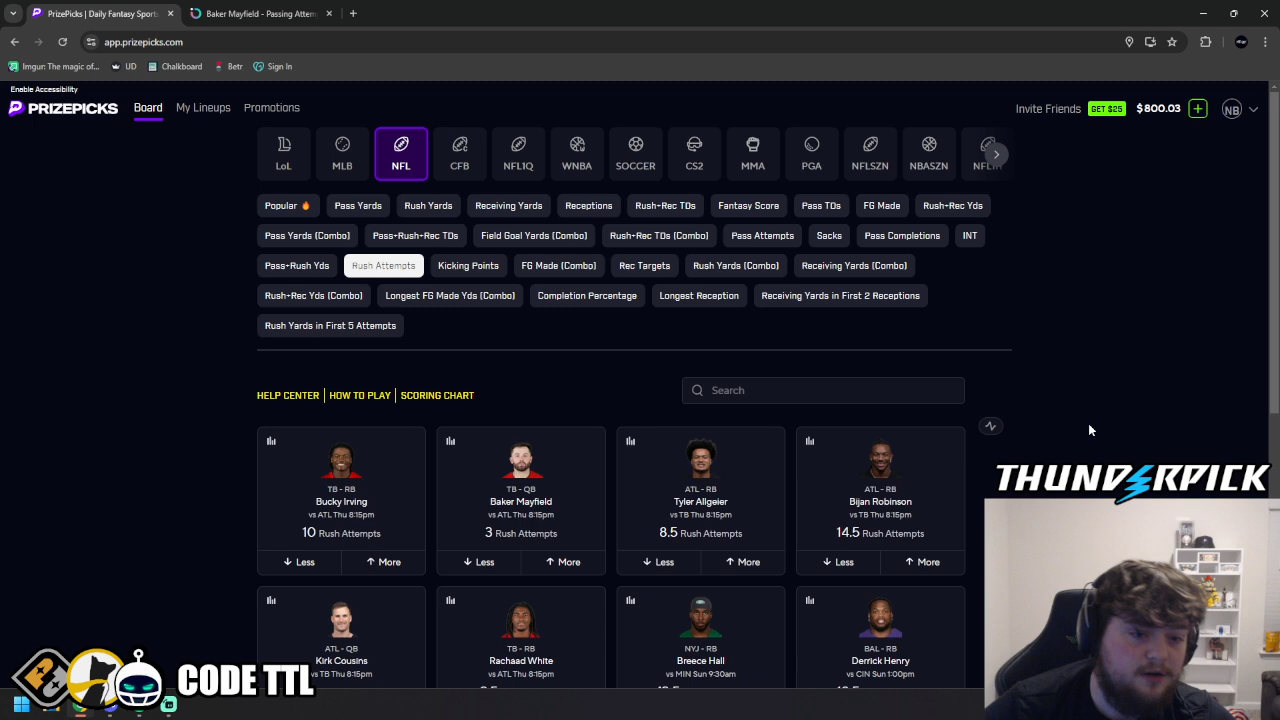 PrizePicks | Daily Fantasy Sports
Baker Mayfield - Passing Attem
app.prizepicks.com
Imgur: The magic of... UD Chalkboard Betr Sign In
Enable Accessibility
PRIZEPICKS Board My Lineups Promotions Invite Friends GET $25 $800.03 NB
LoL MLB NFL CFB NFL1Q WNBA SOCCER CS2 MMA PGA NFLSZN NBASZN
Popular Pass Yards Rush Yards Receiving Yards Receptions Rush+Rec TDs Fantasy Score Pass TDs FG Made Rush+Rec Yds
Pass Yards (Combo) Pass+Rush+Rec TDs Field Goal Yards (Combo) Rush+Rec TDs (Combo) Pass Attempts Sacks Pass Completions INT
Pass+Rush Yds Rush Attempts Kicking Points FG Made (Combo) Rec Targets Rush Yards (Combo) Receiving Yards (Combo)
Rush+Rec Yds (Combo) Longest FG Made Yds (Combo) Completion Percentage Longest Reception Receiving Yards in First 2 Receptions
Rush Yards in First 5 Attempts
HELP CENTER HOW TO PLAY SCORING CHART Search
TB - RB
Bucky Irving
vs ATL Thu 8:15pm
10 Rush Attempts
Less More
TB - QB
Baker Mayfield
vs ATL Thu 8:15pm
3 Rush Attempts
Less More
ATL - RB
Tyler Allgeier
vs TB Thu 8:15pm
8.5 Rush Attempts
Less More
ATL - RB
Bijan Robinson
vs TB Thu 8:15pm
14.5 Rush Attempts
Less More
THUNDERPICK
ATL - QB
Kirk Cousins
vs TB Thu 8:15pm
TB - RB
Rachaad White
vs ATL Thu 8:15pm
NYJ - RB
Breece Hall
vs MIN Sun 9:30am
BAL - RB
Derrick Henry
vs CIN Sun 1:00pm
CODE TTL